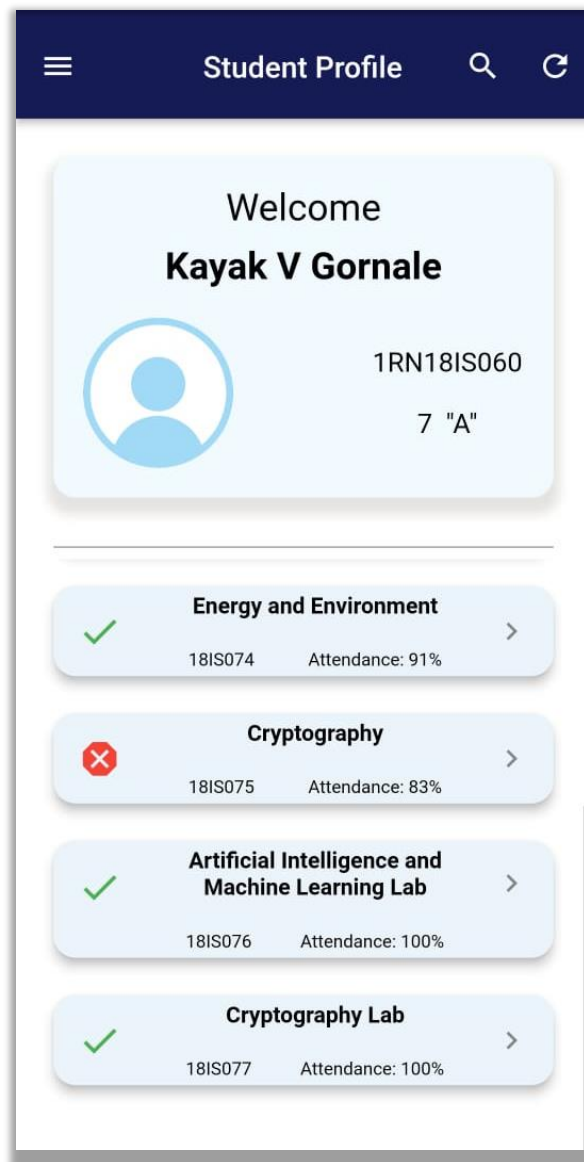 Student Profile
Welcome
Kayak V Gornale
1RN18IS060
7 "A"
Energy and Environment
18IS074 Attendance: 91%
Cryptography
18IS075 Attendance: 83%
Artificial Intelligence and
Machine Learning Lab
18IS076 Attendance: 100%
Cryptography Lab
18IS077 Attendance: 100%